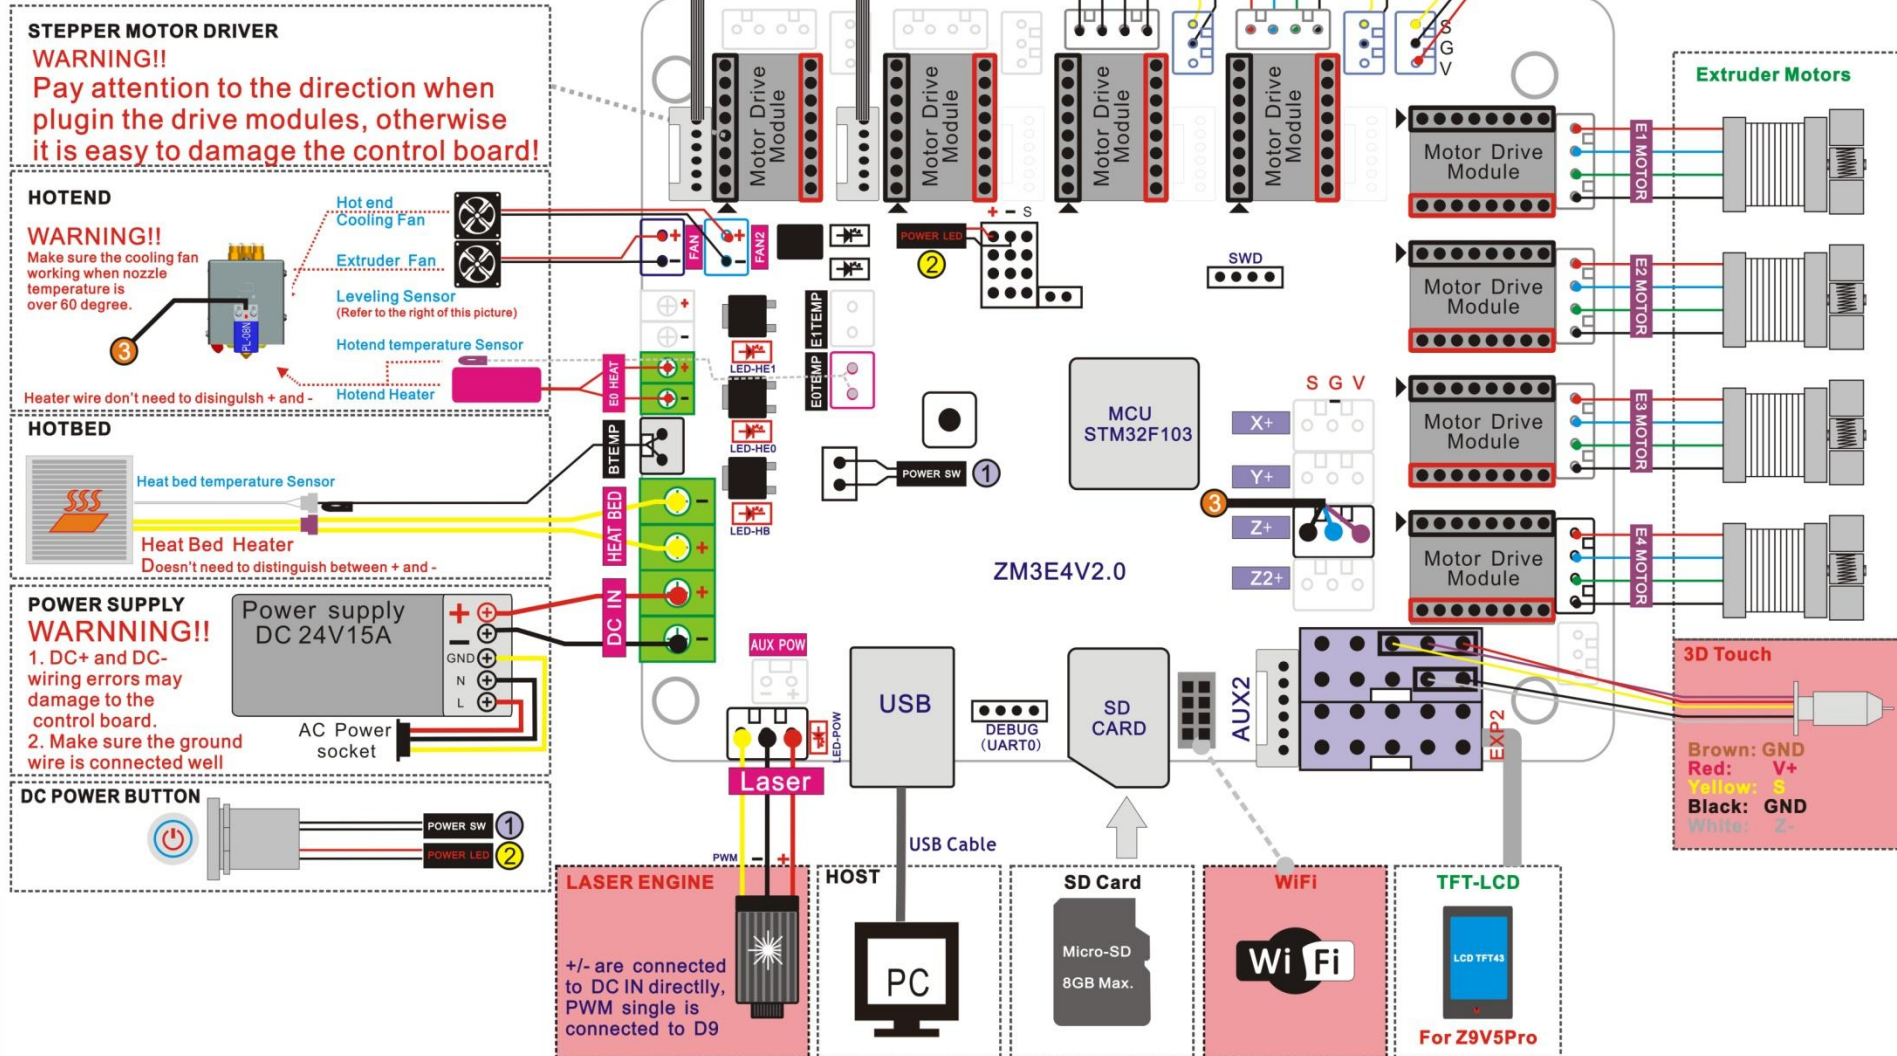 STEPPER MOTOR DRIVER
WARNING!!
Pay attention to the direction when
plugin the drive modules, otherwise
it is easy to damage the control board!
HOTEND
WARNING!!
Make sure the cooling fan
working when nozzle
temperature is
over 60 degree.
3
PL-08N
Hot end
Cooling Fan
Extruder Fan
Leveling Sensor
(Refer to the right of this picture)
Hotend temperature Sensor
Hotend Heater
Heater wire don't need to disinguish + and -
HOTBED
Heat bed temperature Sensor
Heat Bed Heater
Doesn't need to distinguish between + and -
POWER SUPPLY
WARNNING!!
1. DC+ and DC-
wiring errors may
damage to the
control board.
2. Make sure the ground
wire is connected well
Power supply
DC 24V15A
+
−
GND
N
L
AC Power
socket
DC POWER BUTTON
POWER SW 1
POWER LED 2
Motor Drive
Module
Motor Drive
Module
Motor Drive
Module
Motor Drive
Module
S
G
V
+ -
FAN
+ -
FAN2
+
-
E0 HEAT
+
-
BTEMP
HEAT BED
-
+
DC IN
+
-
LED-HE1
LED-HE0
LED-HB
E1TEMP
E0TEMP
POWER LED
2
+ - S
SWD
POWER SW 1
MCU
STM32F103
S G V
X+
Y+
3
Z+
Z2+
ZM3E4V2.0
Motor Drive
Module
E1 MOTOR
Motor Drive
Module
E2 MOTOR
Motor Drive
Module
E3 MOTOR
Motor Drive
Module
E4 MOTOR
Extruder Motors
AUX POW
- +
LED-POW
Laser
PWM - +
USB
DEBUG
(UART0)
SD
CARD
AUX2
EXP2
3D Touch
Brown: GND
Red: V+
Yellow: S
Black: GND
White: Z-
USB Cable
LASER ENGINE
+/- are connected
to DC IN directlly,
PWM single is
connected to D9
HOST
PC
SD Card
Micro-SD
8GB Max.
WiFi
Wi Fi
TFT-LCD
LCD TFT43
For Z9V5Pro